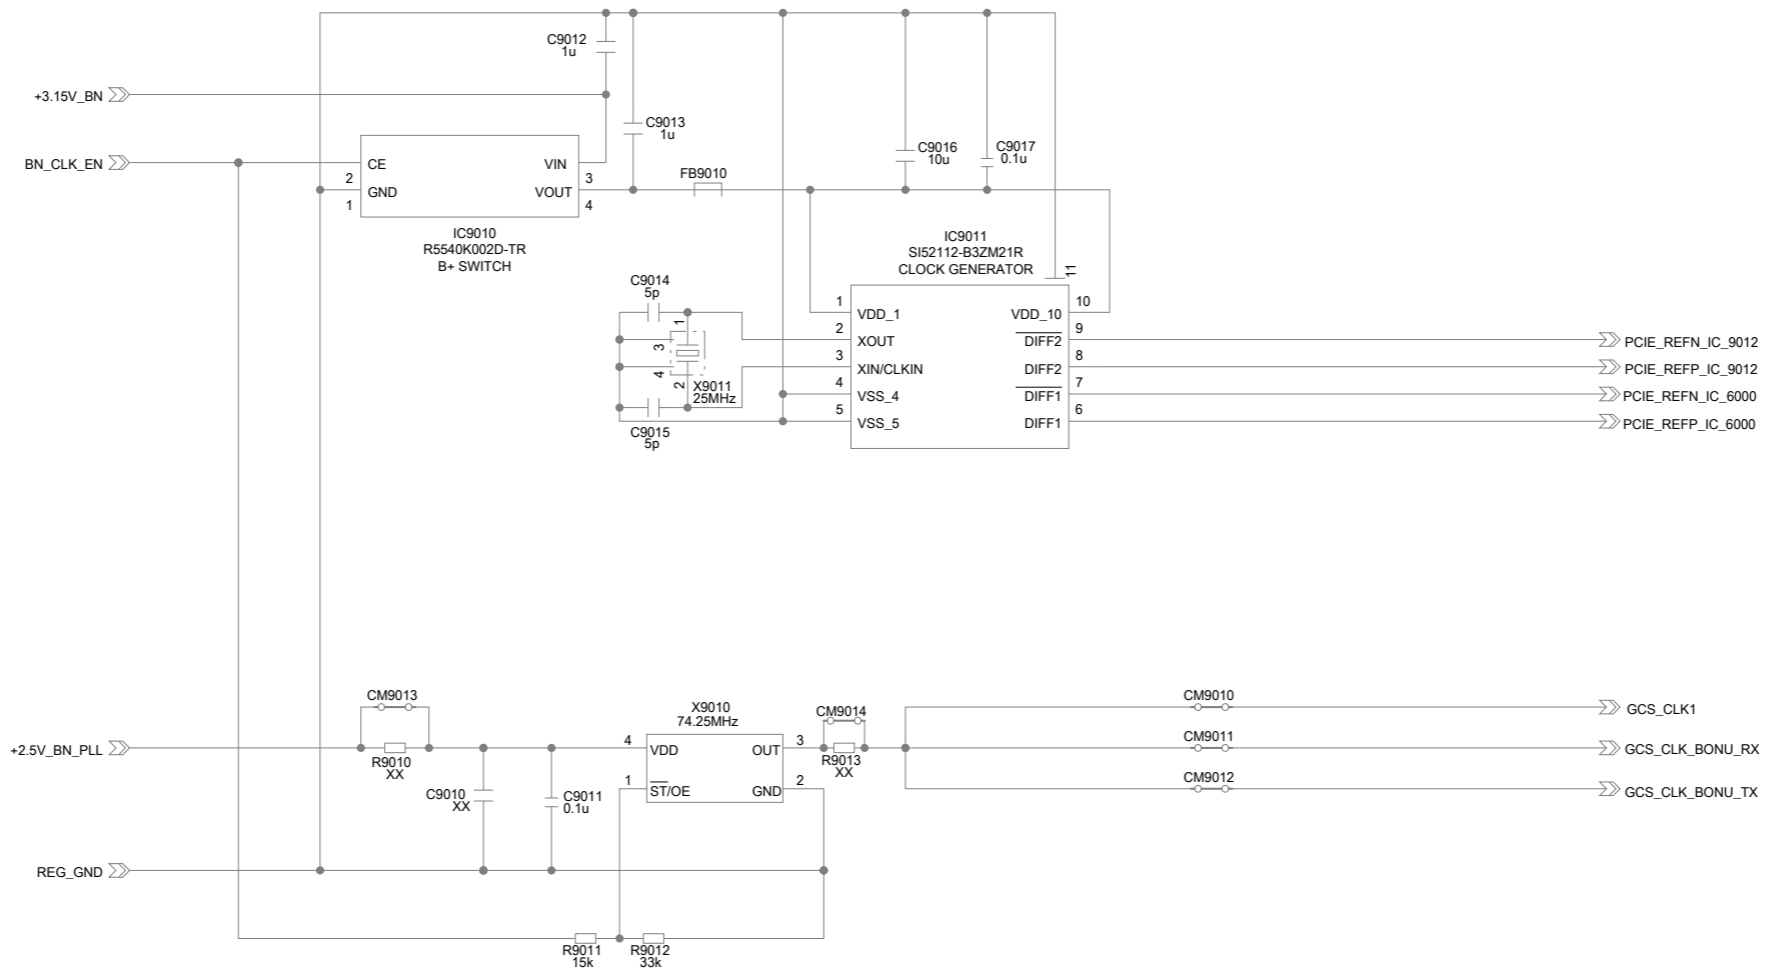 C9012
1u
+3.15V_BN
C9013
1u
C9016
10u
C9017
0.1u
BN_CLK_EN
CE
VIN
2
3
GND
VOUT
1
4
FB9010
IC9010
R5540K002D-TR
B+ SWITCH
IC9011
SI52112-B3ZM21R
CLOCK GENERATOR
11
C9014
5p
1
3
4
2
X9011
25MHz
C9015
5p
1
VDD_1
2
XOUT
3
XIN/CLKIN
4
VSS_4
5
VSS_5
10
VDD_10
9
DIFF2
8
DIFF2
7
DIFF1
6
DIFF1
PCIE_REFN_IC_9012
PCIE_REFP_IC_9012
PCIE_REFN_IC_6000
PCIE_REFP_IC_6000
CM9013
+2.5V_BN_PLL
R9010
XX
C9010
XX
C9011
0.1u
X9010
74.25MHz
4
VDD
OUT
3
1
ST/OE
GND
2
CM9014
R9013
XX
CM9010
GCS_CLK1
CM9011
GCS_CLK_BONU_RX
CM9012
GCS_CLK_BONU_TX
REG_GND
R9011
15k
R9012
33k